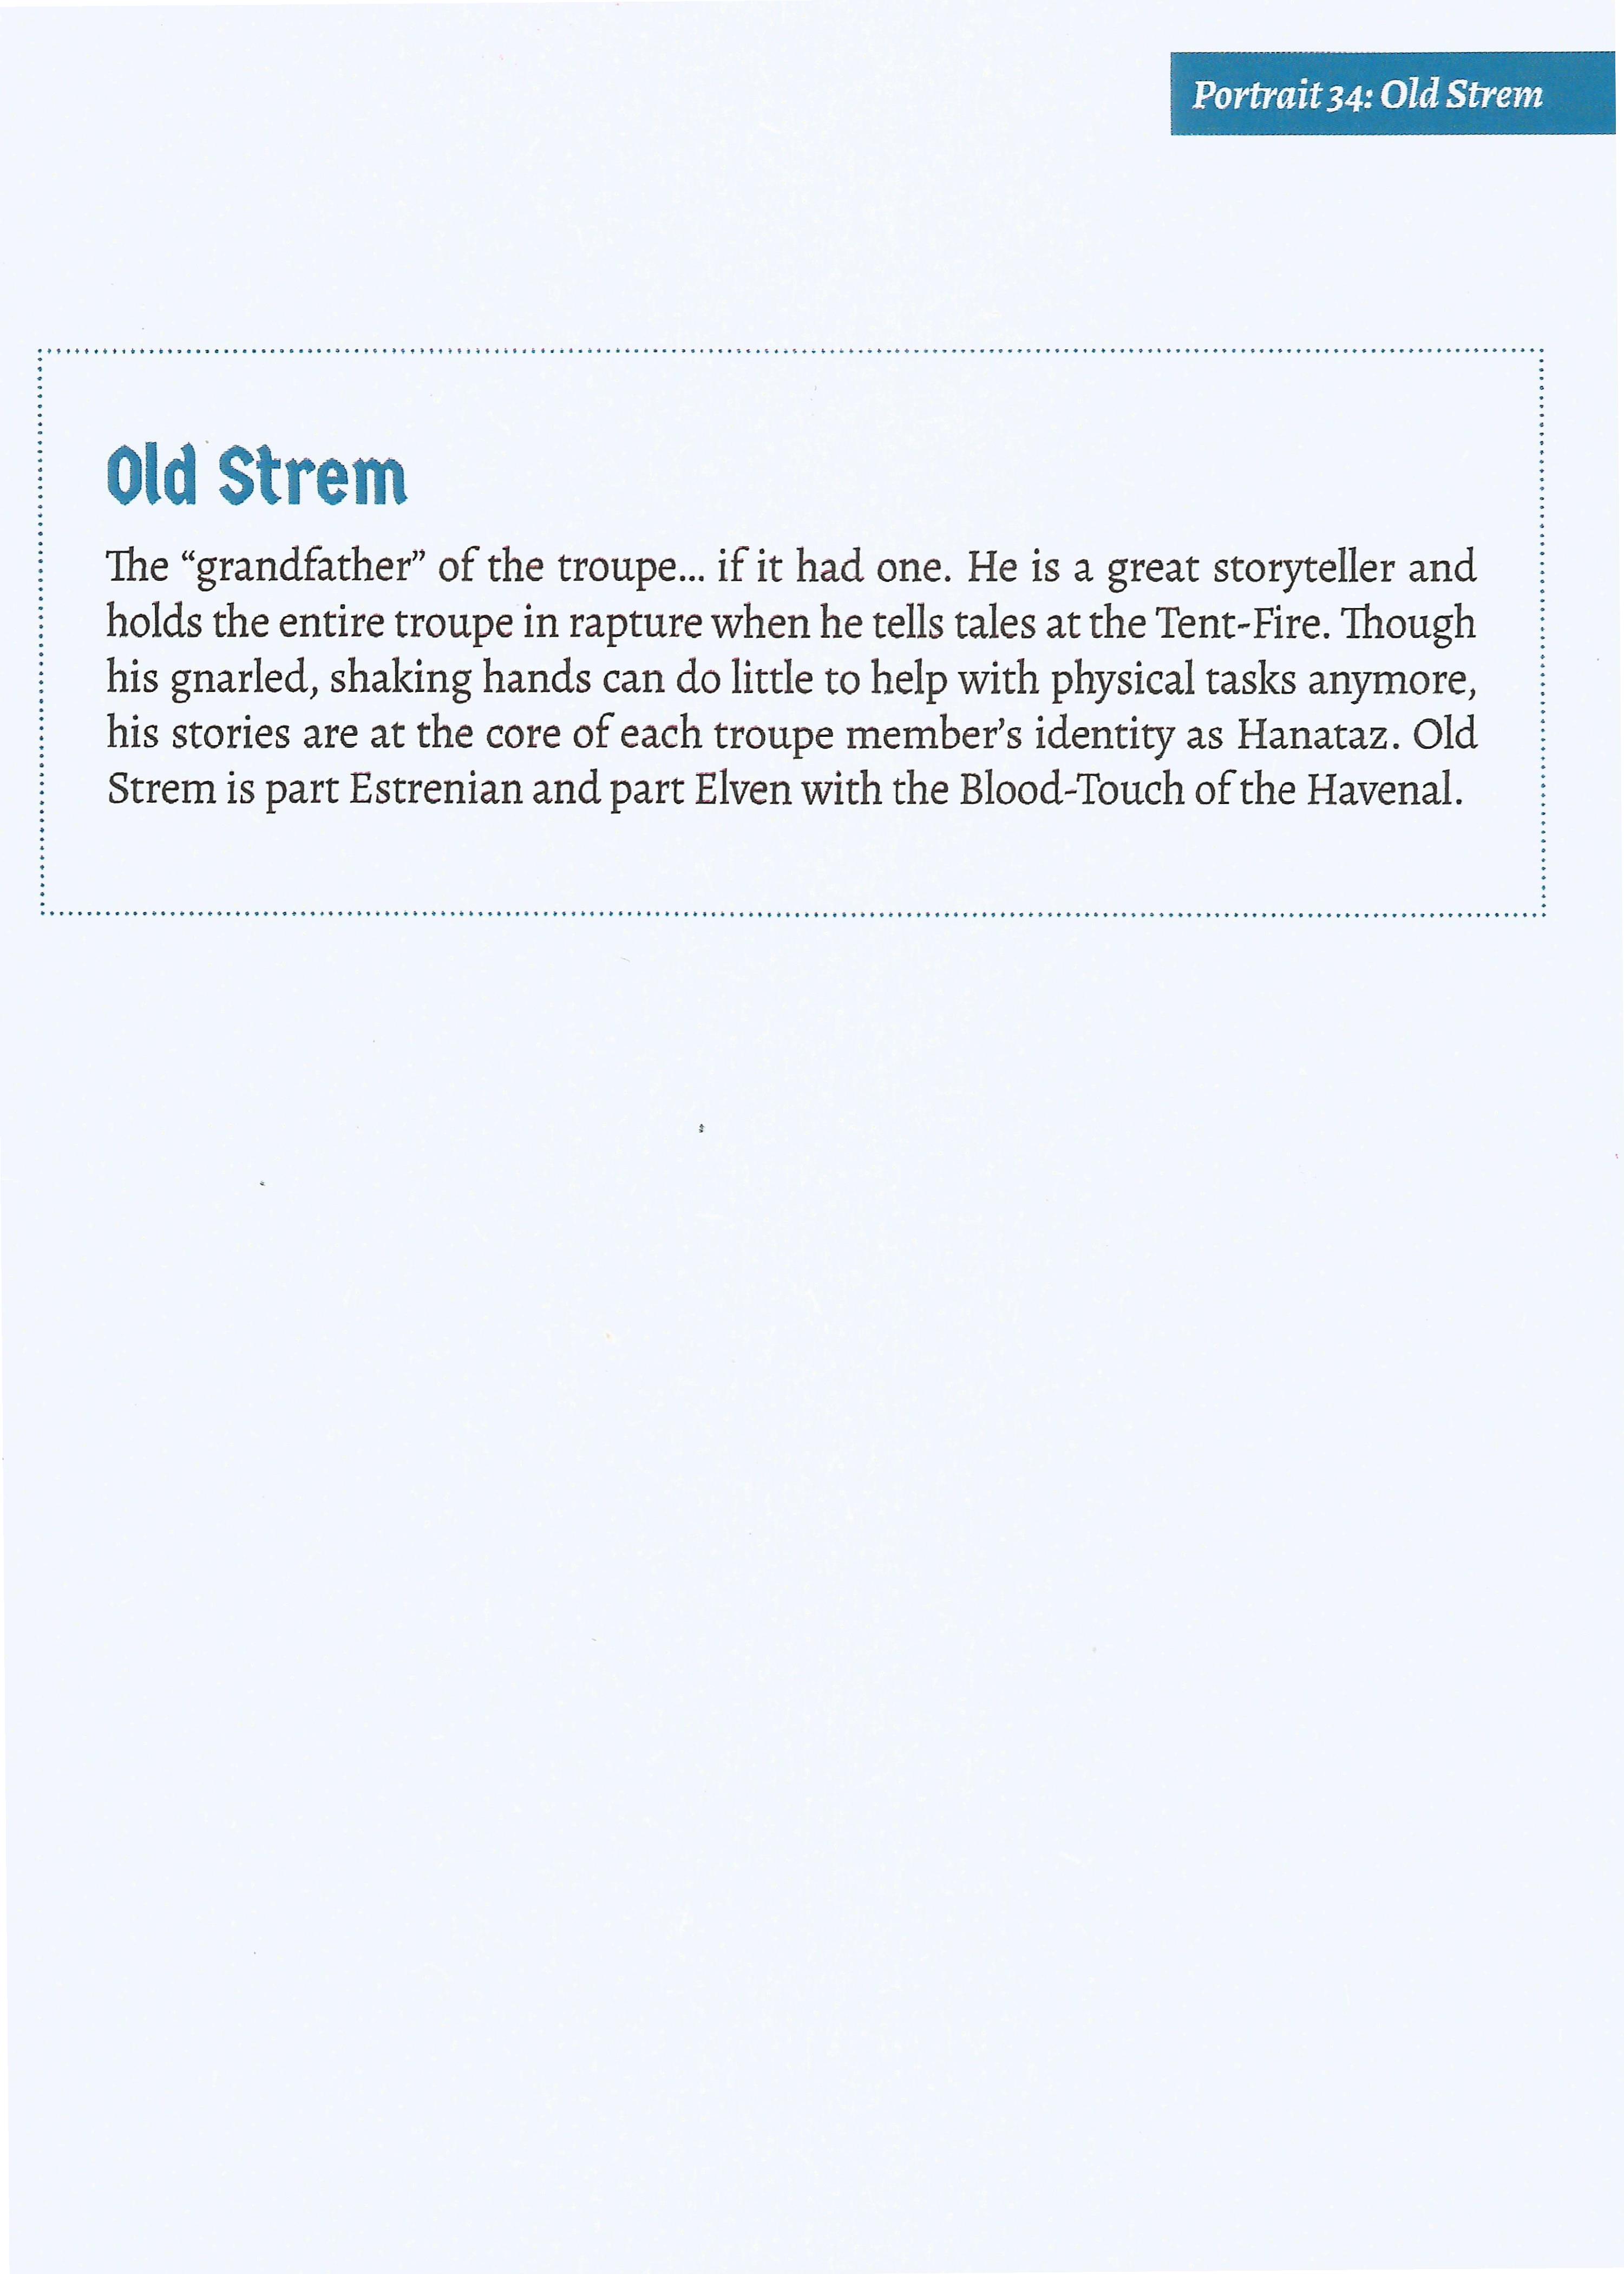 Portrait 34: Old Strem
Old Strem
The “grandfather” of the troupe... if it had one. He is a great storyteller and
holds the entire troupe in rapture when he tells tales at the Tent-Fire. Though
his gnarled, shaking hands can do little to help with physical tasks anymore,
his stories are at the core of each troupe member’s identity as Hanataz. Old
Strem is part Estrenian and part Elven with the Blood-Touch of the Havenal.